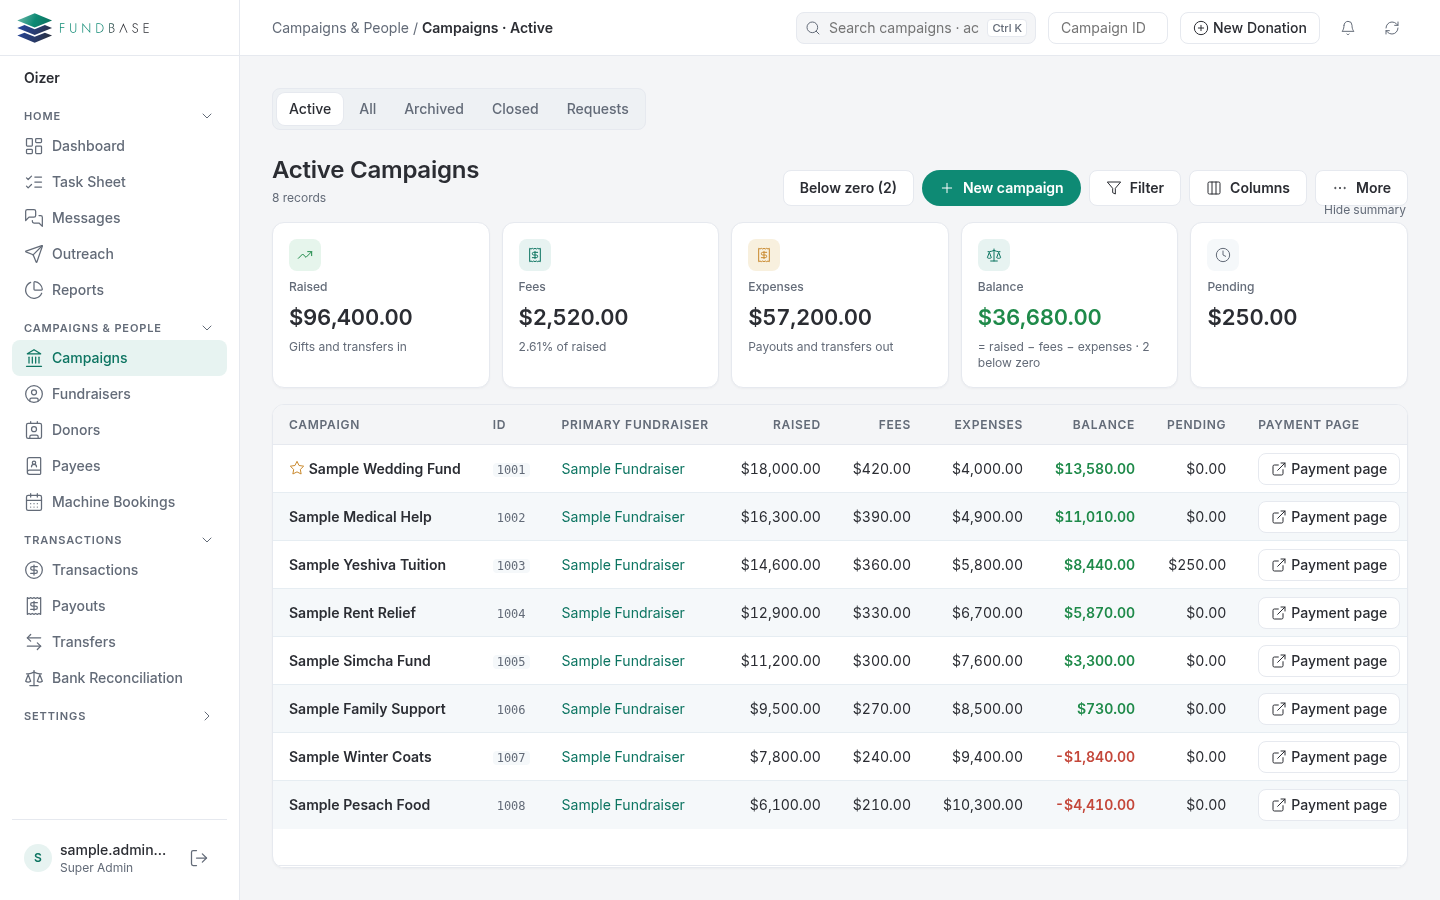 FUNDBASE
Campaigns & People / Campaigns · Active
Search campaigns · ac Ctrl K
Campaign ID
New Donation
Oizer
HOME
Dashboard
Task Sheet
Messages
Outreach
Reports
CAMPAIGNS & PEOPLE
Campaigns
Fundraisers
Donors
Payees
Machine Bookings
TRANSACTIONS
Transactions
Payouts
Transfers
Bank Reconciliation
SETTINGS
S
sample.admin...
Super Admin
Active All Archived Closed Requests
Active Campaigns
8 records
Below zero (2) New campaign Filter Columns More
Hide summary
Raised
$96,400.00
Gifts and transfers in
Fees
$2,520.00
2.61% of raised
Expenses
$57,200.00
Payouts and transfers out
Balance
$36,680.00
= raised − fees − expenses · 2
below zero
Pending
$250.00
CAMPAIGN ID PRIMARY FUNDRAISER RAISED FEES EXPENSES BALANCE PENDING PAYMENT PAGE
Sample Wedding Fund 1001 Sample Fundraiser $18,000.00 $420.00 $4,000.00 $13,580.00 $0.00 Payment page
Sample Medical Help 1002 Sample Fundraiser $16,300.00 $390.00 $4,900.00 $11,010.00 $0.00 Payment page
Sample Yeshiva Tuition 1003 Sample Fundraiser $14,600.00 $360.00 $5,800.00 $8,440.00 $250.00 Payment page
Sample Rent Relief 1004 Sample Fundraiser $12,900.00 $330.00 $6,700.00 $5,870.00 $0.00 Payment page
Sample Simcha Fund 1005 Sample Fundraiser $11,200.00 $300.00 $7,600.00 $3,300.00 $0.00 Payment page
Sample Family Support 1006 Sample Fundraiser $9,500.00 $270.00 $8,500.00 $730.00 $0.00 Payment page
Sample Winter Coats 1007 Sample Fundraiser $7,800.00 $240.00 $9,400.00 -$1,840.00 $0.00 Payment page
Sample Pesach Food 1008 Sample Fundraiser $6,100.00 $210.00 $10,300.00 -$4,410.00 $0.00 Payment page